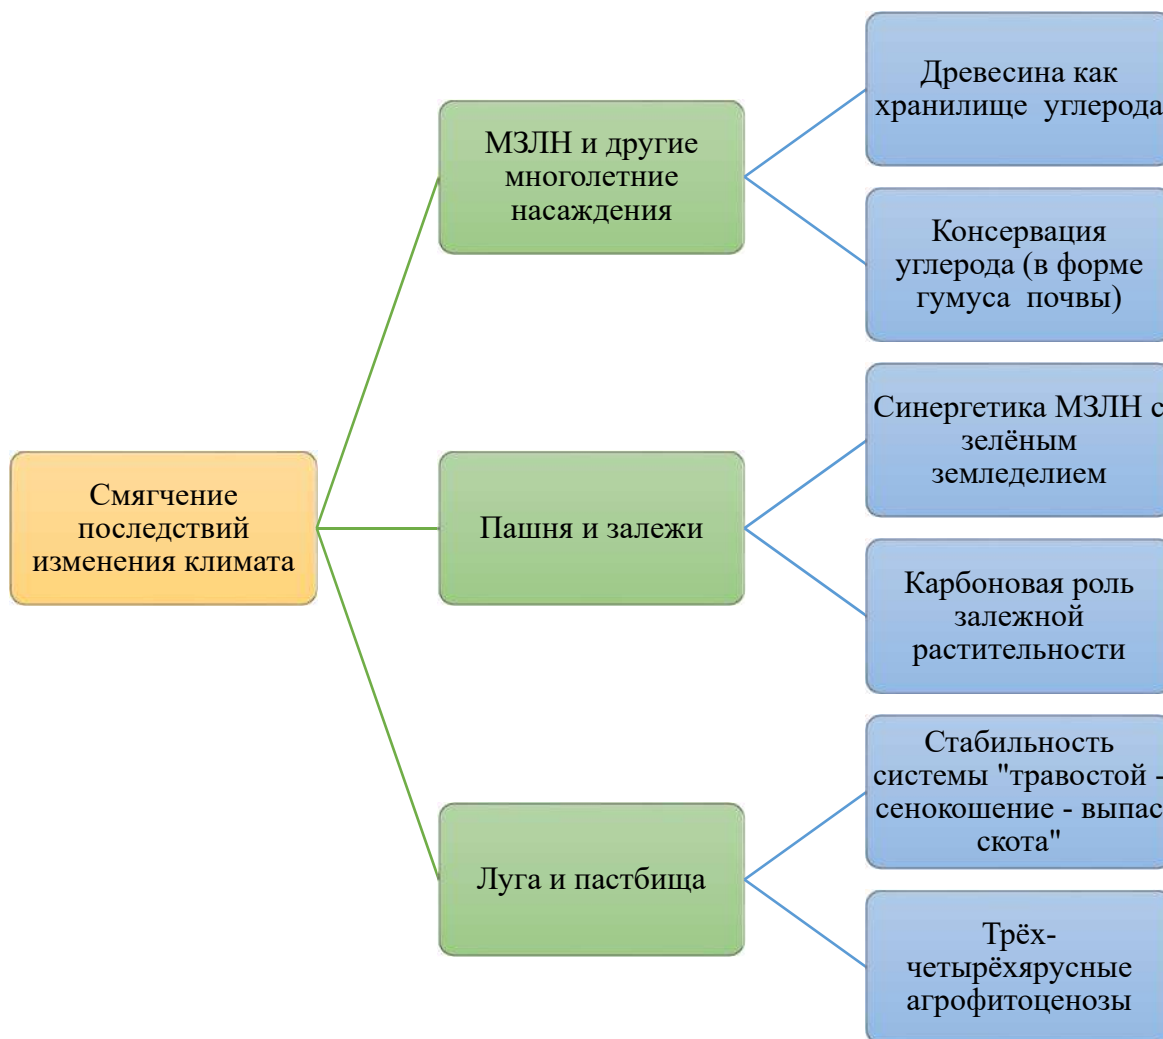 Древесина как
хранилище углерода
МЗЛН и другие
многолетние
насаждения
Консервация
углерода (в форме
гумуса почвы)
Синергетика МЗЛН с
зелёным
земледелием
Смягчение
последствий
изменения климата
Пашня и залежи
Карбоновая роль
залежной
растительности
Стабильность
системы "травостой -
сенокошение - выпас
скота"
Луга и пастбища
Трёх-
четырёхярусные
агрофитоценозы